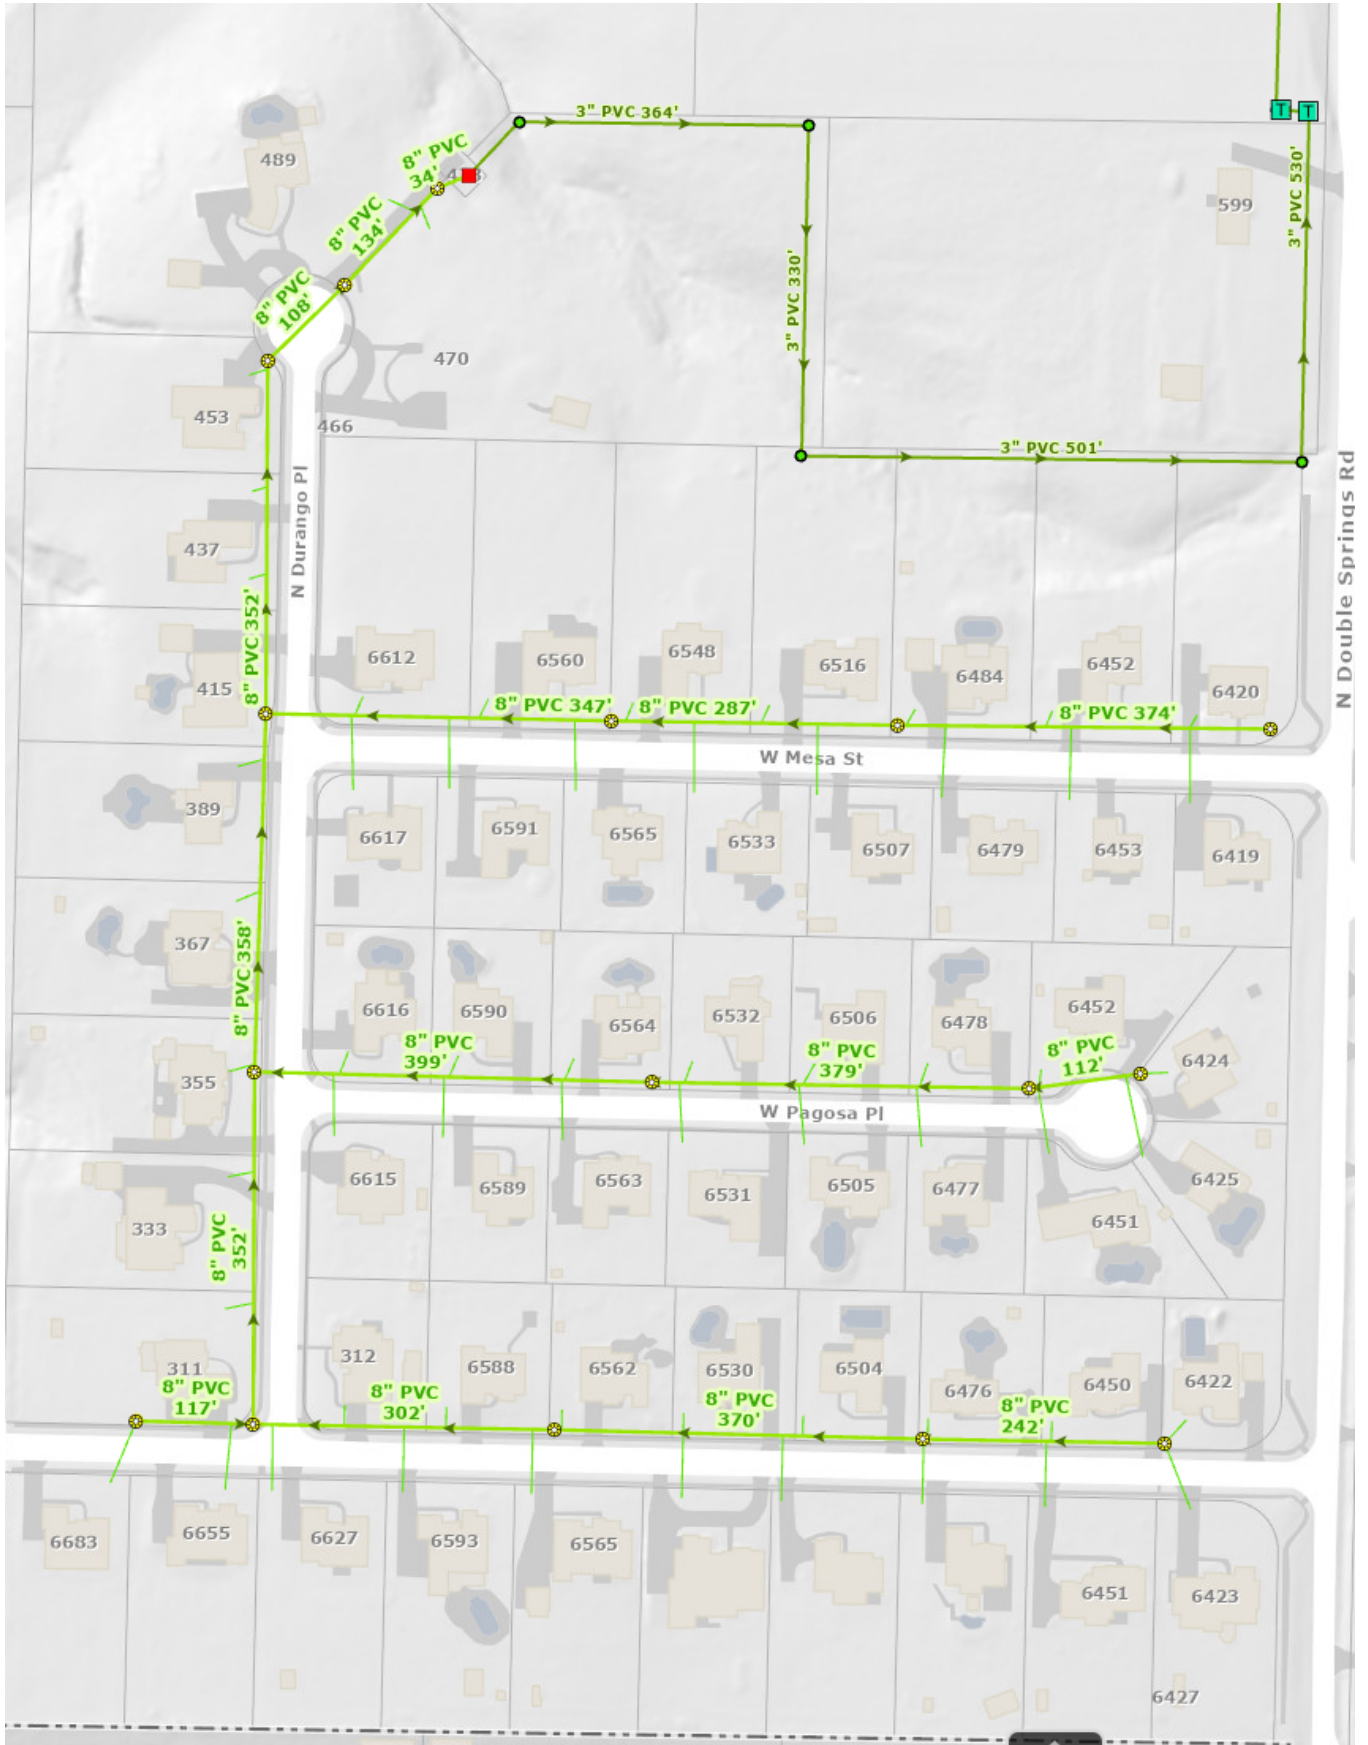 3" PVC 364'
T
T
8" PVC
34'
489
3" PVC 530'
599
8" PVC
134'
3" PVC 330'
8" PVC
108'
470
453
466
3" PVC 501'
N Durango Pl
N Double Springs Rd
437
8" PVC 352'
6612
6560
6548
6516
6484
6452
6420
415
8" PVC 347'
8" PVC 287'
8" PVC 374'
W Mesa St
389
6617
6591
6565
6533
6507
6479
6453
6419
367
8" PVC 358'
6616
6590
6564
6532
6506
6478
6452
6424
8" PVC
399'
8" PVC
379'
8" PVC
112'
355
W Pagosa Pl
6615
6589
6563
6531
6505
6477
6425
333
8" PVC
352'
6451
311
312
6588
6562
6530
6504
6476
6450
6422
8" PVC
117'
8" PVC
302'
8" PVC
370'
8" PVC
242'
6683
6655
6627
6593
6565
6451
6423
6427